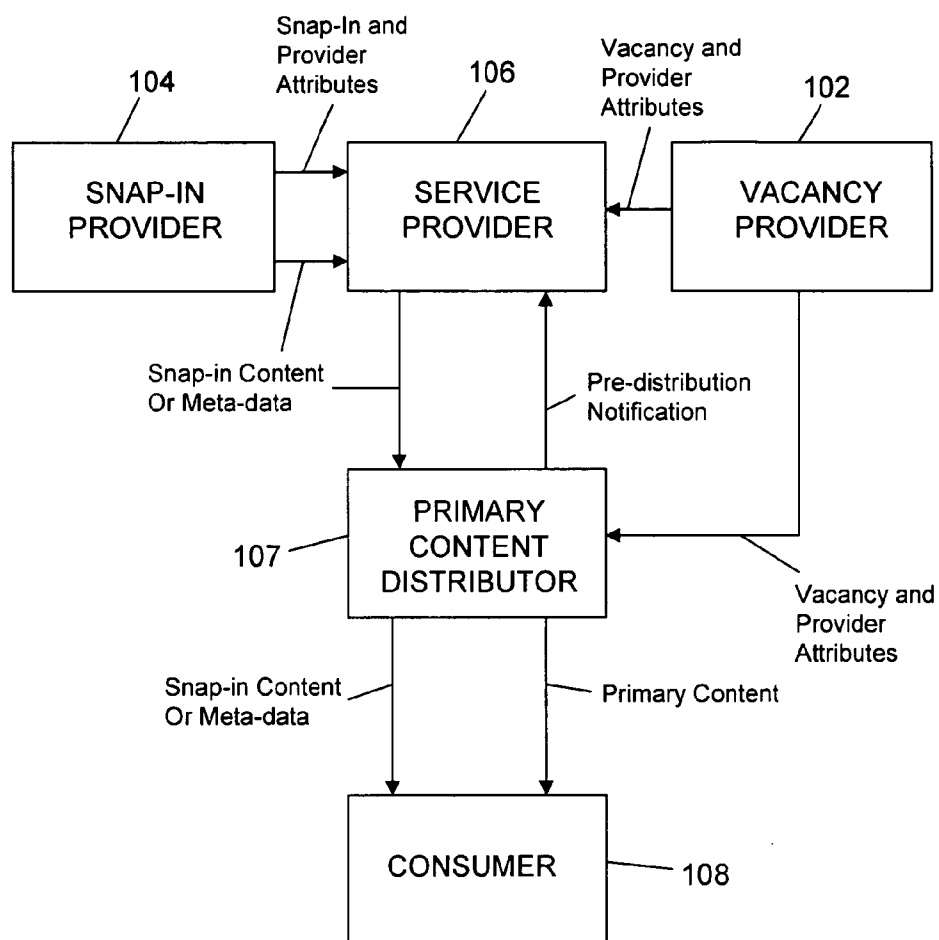 Snap-In and
Provider
Attributes
Vacancy and
Provider
Attributes
104
106
102
SNAP-IN
PROVIDER
SERVICE
PROVIDER
VACANCY
PROVIDER
Snap-in Content
Or Meta-data
Pre-distribution
Notification
PRIMARY
CONTENT
DISTRIBUTOR
107
Vacancy and
Provider
Attributes
Snap-in Content
Or Meta-data
Primary Content
CONSUMER
108